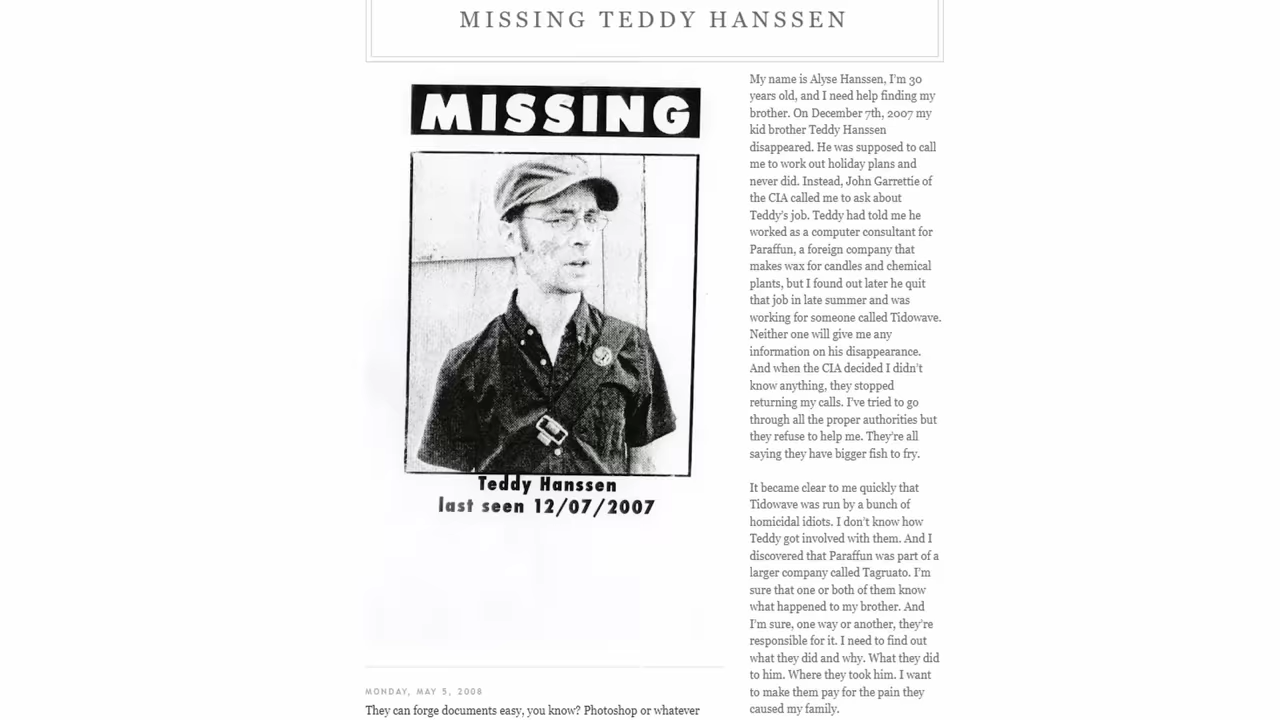 MISSING TEDDY HANSSEN
MISSING
Teddy Hanssen
last seen 12/07/2007
MONDAY, MAY 5, 2008
They can forge documents easy, you know? Photoshop or whatever
My name is Alyse Hanssen, I'm 30
years old, and I need help finding my
brother. On December 7th, 2007 my
kid brother Teddy Hanssen
disappeared. He was supposed to call
me to work out holiday plans and
never did. Instead, John Garrettie of
the CIA called me to ask about
Teddy's job. Teddy had told me he
worked as a computer consultant for
Paraffun, a foreign company that
makes wax for candles and chemical
plants, but I found out later he quit
that job in late summer and was
working for someone called Tidowave.
Neither one will give me any
information on his disappearance.
And when the CIA decided I didn't
know anything, they stopped
returning my calls. I've tried to go
through all the proper authorities but
they refuse to help me. They're all
saying they have bigger fish to fry.
It became clear to me quickly that
Tidowave was run by a bunch of
homicidal idiots. I don't know how
Teddy got involved with them. And I
discovered that Paraffun was part of a
larger company called Tagruato. I'm
sure that one or both of them know
what happened to my brother. And
I'm sure, one way or another, they're
responsible for it. I need to find out
what they did and why. What they did
to him. Where they took him. I want
to make them pay for the pain they
caused my family.